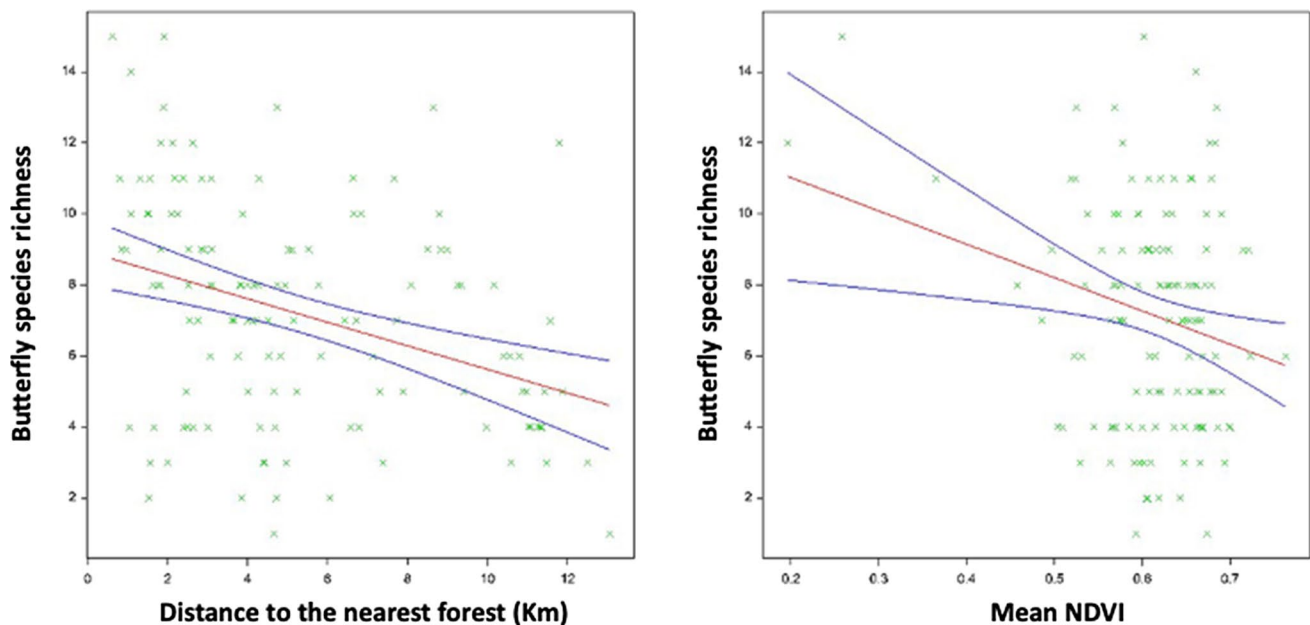 Butterfly species richness
14
12
10
8
6
4
2
0 2 4 6 8 10 12
Distance to the nearest forest (Km)
Butterfly species richness
14
12
10
8
6
4
2
0.2 0.3 0.4 0.5 0.6 0.7
Mean NDVI